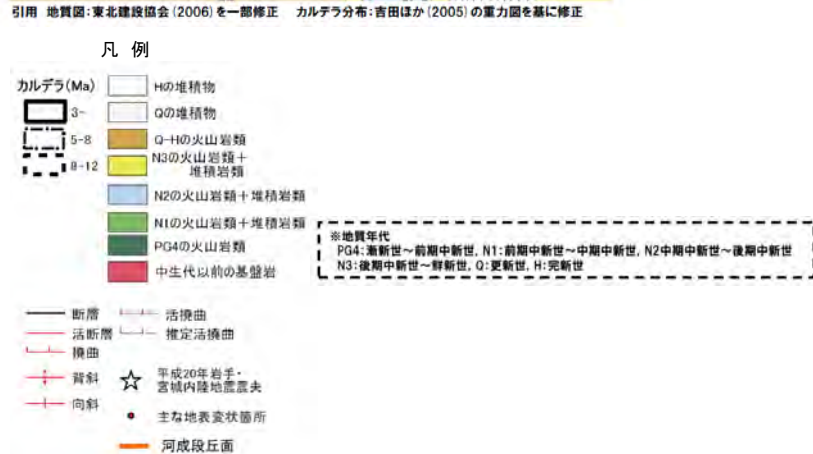 引用 地質図:東北建設協会(2006)を一部修正 カルデラ分布:吉田ほか(2005)の重力図を基に修正
凡 例
カルデラ(Ma)
3-
5-8
8-12
Hの堆積物
Qの堆積物
Q-Hの火山岩類
N3の火山岩類+
堆積岩類
N2の火山岩類+堆積岩類
N1の火山岩類+堆積岩類
PG4の火山岩類
中生代以前の基盤岩
※地質年代
PG4:漸新世~前期中新世, N1:前期中新世~中期中新世, N2中期中新世~後期中新世
N3:後期中新世~鮮新世, Q:更新世, H:完新世
断層
活断層
撓曲
背斜
向斜
活撓曲
推定活撓曲
平成20年岩手・
宮城内陸地震震央
主な地表変状箇所
河成段丘面